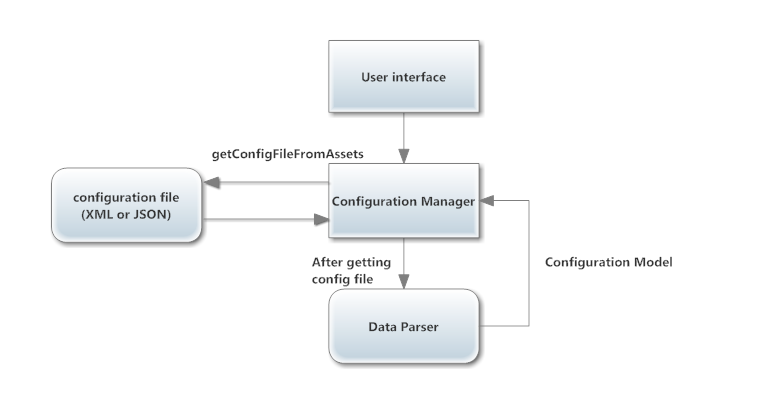 User interface
getConfigFileFromAssets
configuration file
(XML or JSON)
Configuration Manager
After getting
config file
Configuration Model
Data Parser